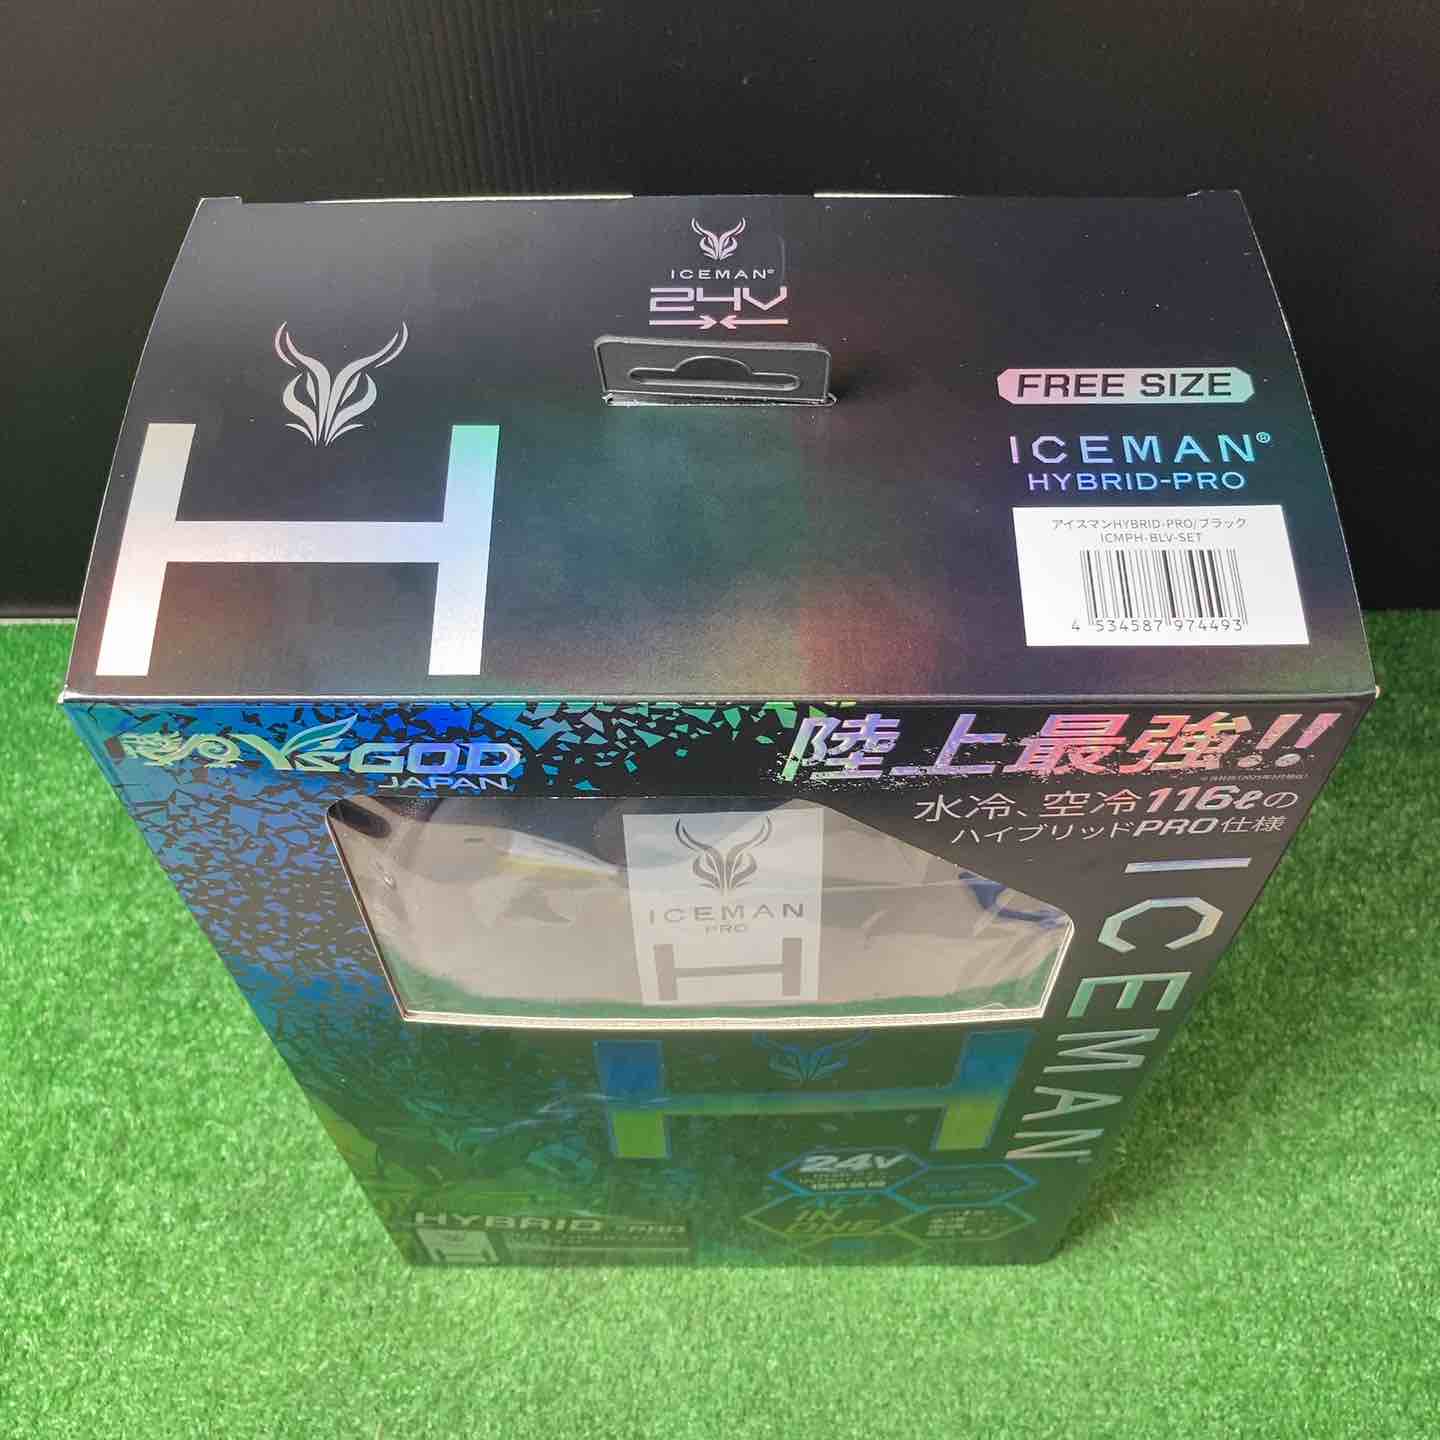 ICEMAN®
24V
FREE SIZE
ICEMAN®
HYBRID-PRO
アイスマンHYBRID-PRO/ブラック
ICMPH-BLV-SET
4 534587 974493
H
GOD
JAPAN
陸上最強!!
水冷、空冷116ℓの
ハイブリッドPRO仕様
ICEMAN
PRO
H
ICEMAN
24V
HYBRID